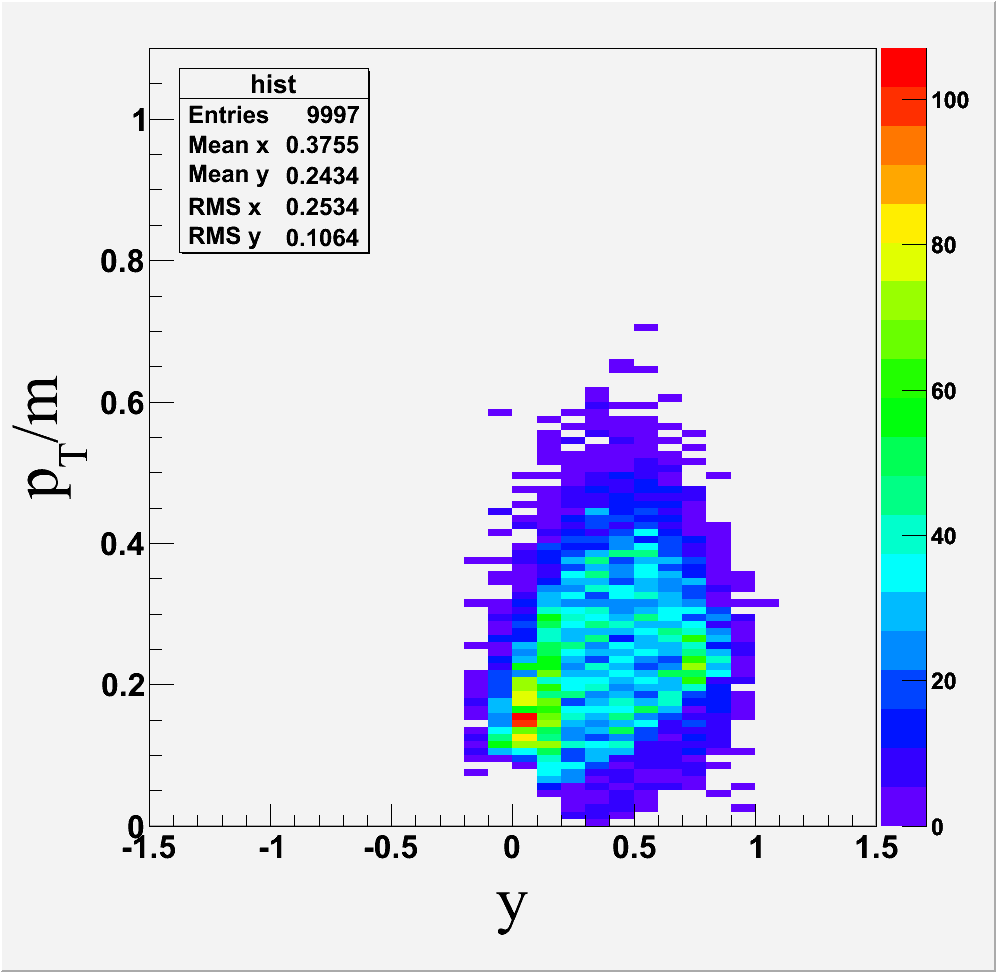 hist
Entries 9997
Mean x 0.3755
Mean y 0.2434
RMS x 0.2534
RMS y 0.1064
1
0.8
0.6
0.4
0.2
0
p_T/m
-1.5 -1 -0.5 0 0.5 1 1.5
y
100
80
60
40
20
0